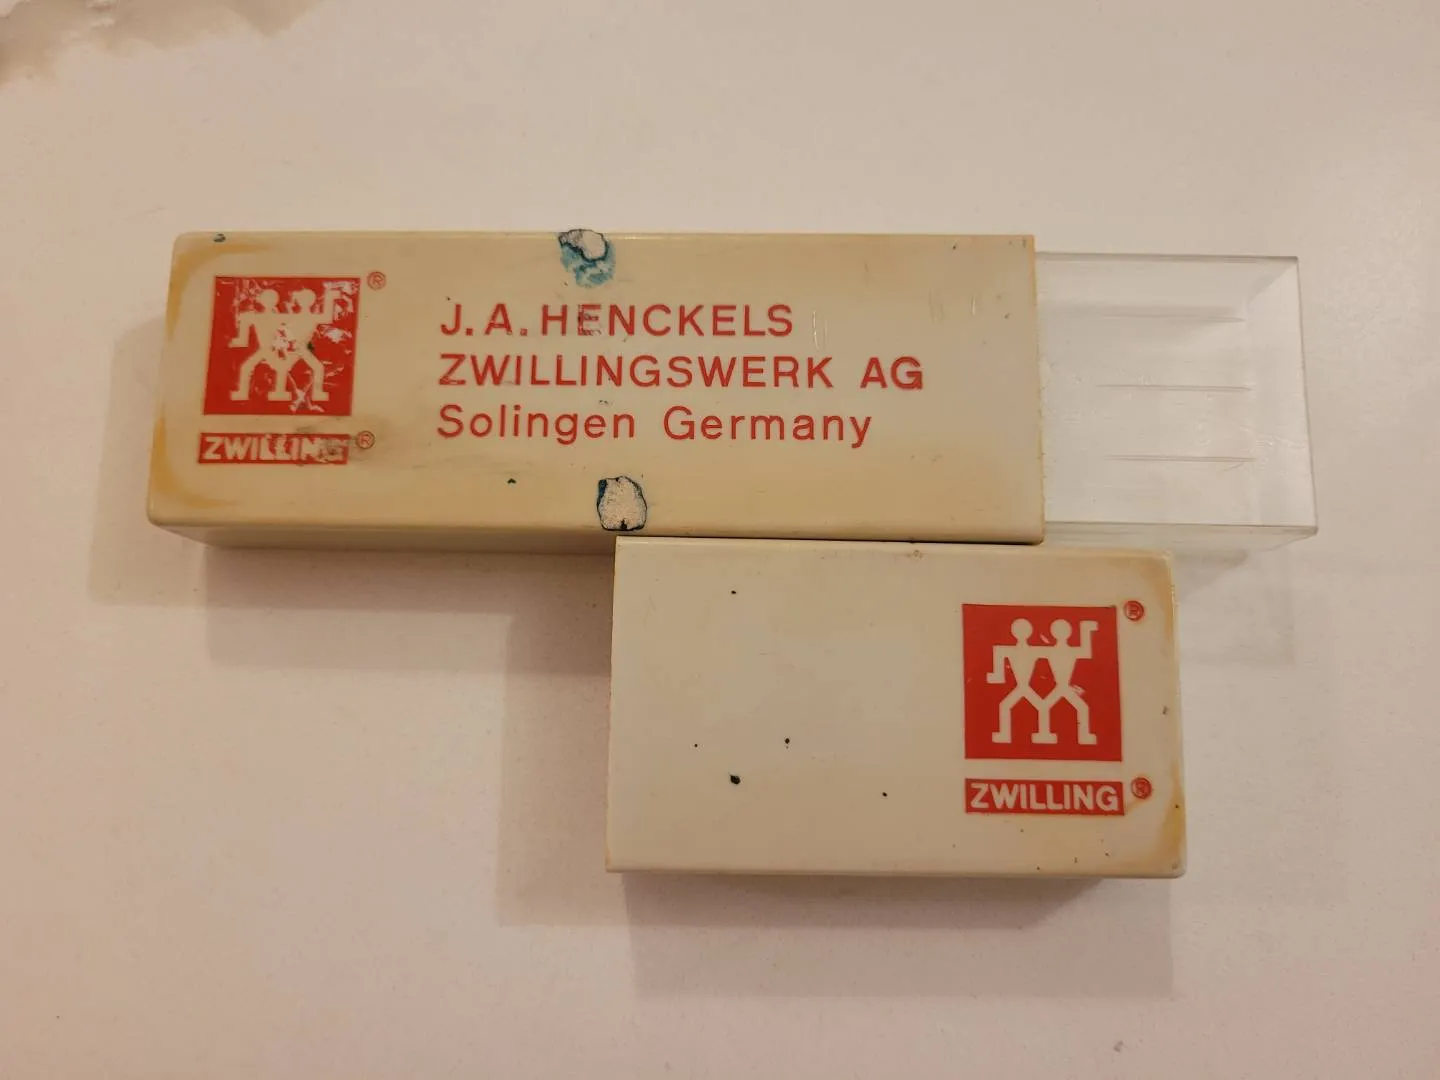 ®
J. A. HENCKELS
ZWILLINGSWERK AG
Solingen Germany
ZWILLING ®
®
ZWILLING ®